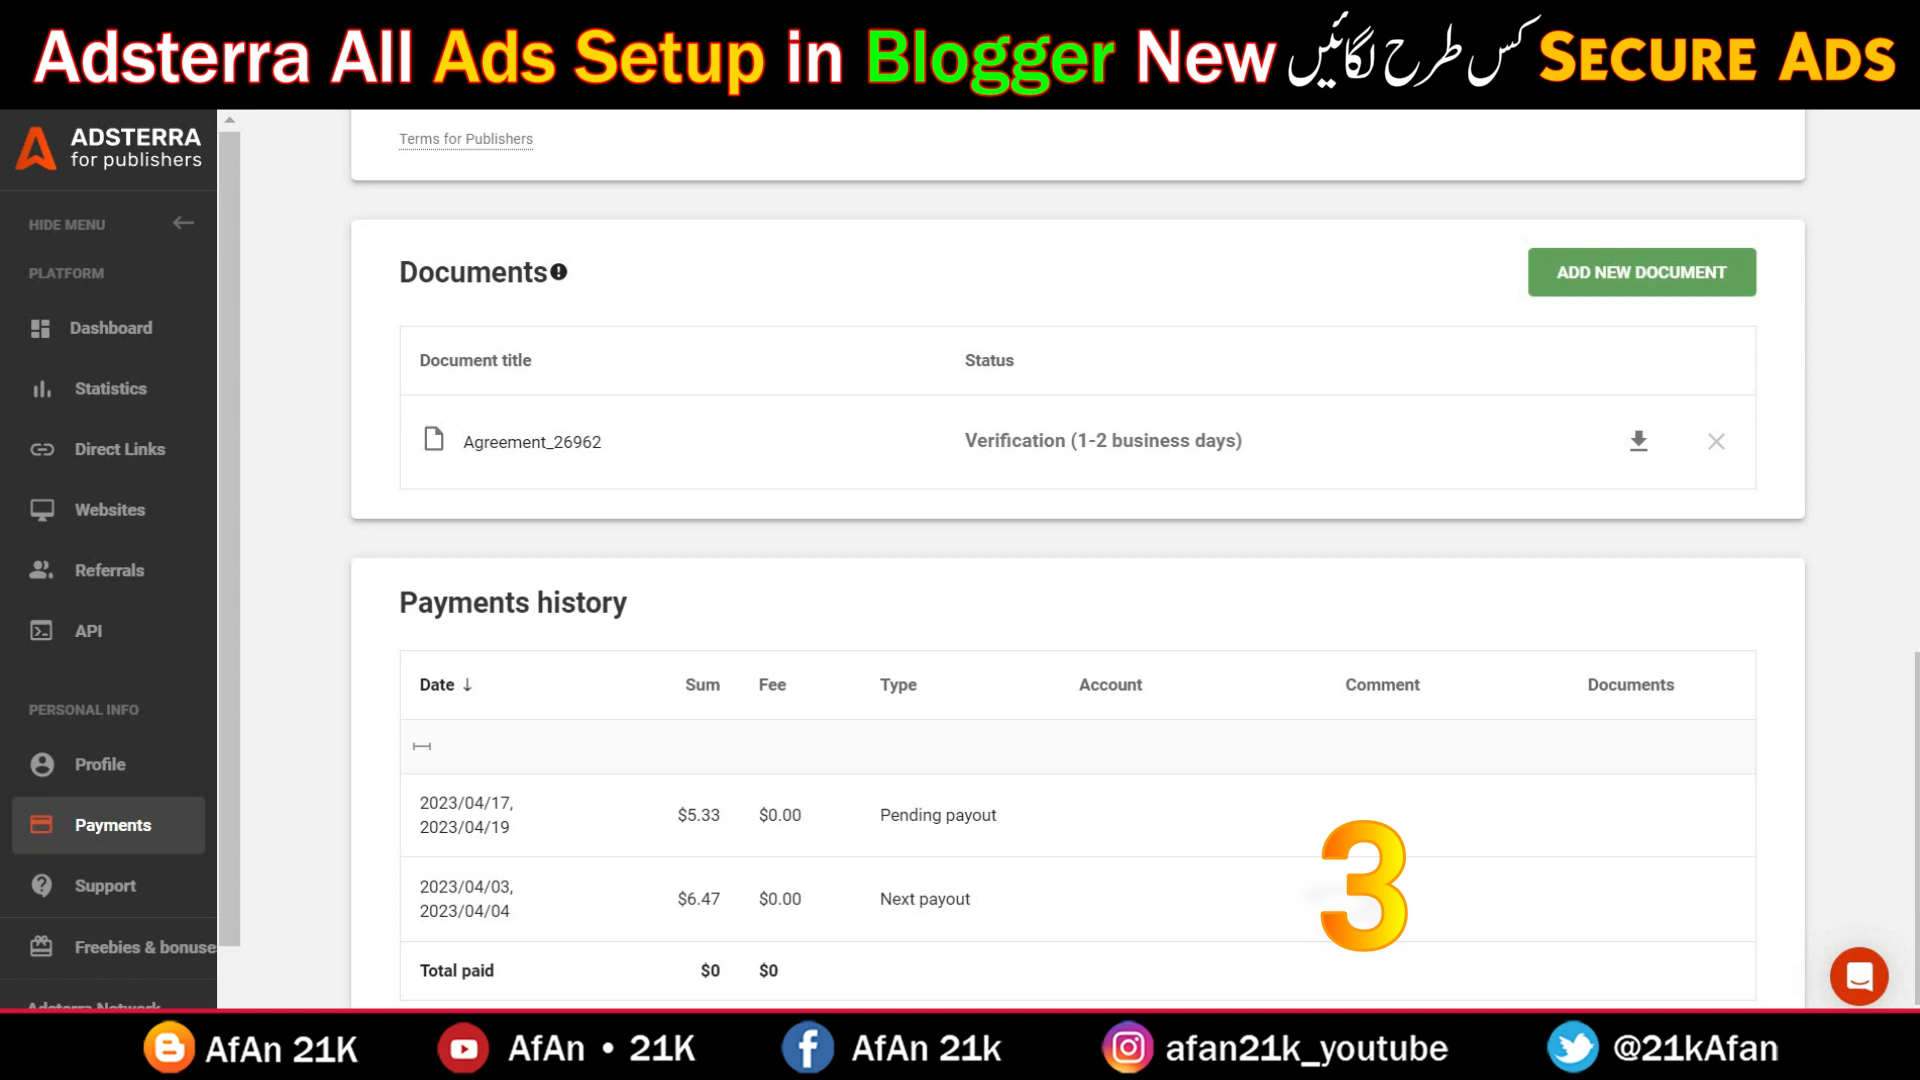 Adsterra All Ads Setup in Blogger New کس طرح لگائیں SECURE ADS
ADSTERRA
for publishers
HIDE MENU
PLATFORM
Dashboard
Statistics
Direct Links
Websites
Referrals
API
PERSONAL INFO
Profile
Payments
Support
Freebies & bonuse
Adsterra Network
Terms for Publishers
Documents
ADD NEW DOCUMENT
Document title Status
Agreement_26962 Verification (1-2 business days)
Payments history
Date ↓ Sum Fee Type Account Comment Documents
2023/04/17,
2023/04/19 $5.33 $0.00 Pending payout
2023/04/03,
2023/04/04 $6.47 $0.00 Next payout
3
Total paid $0 $0
AfAn 21K AfAn • 21K AfAn 21k afan21k_youtube @21kAfan